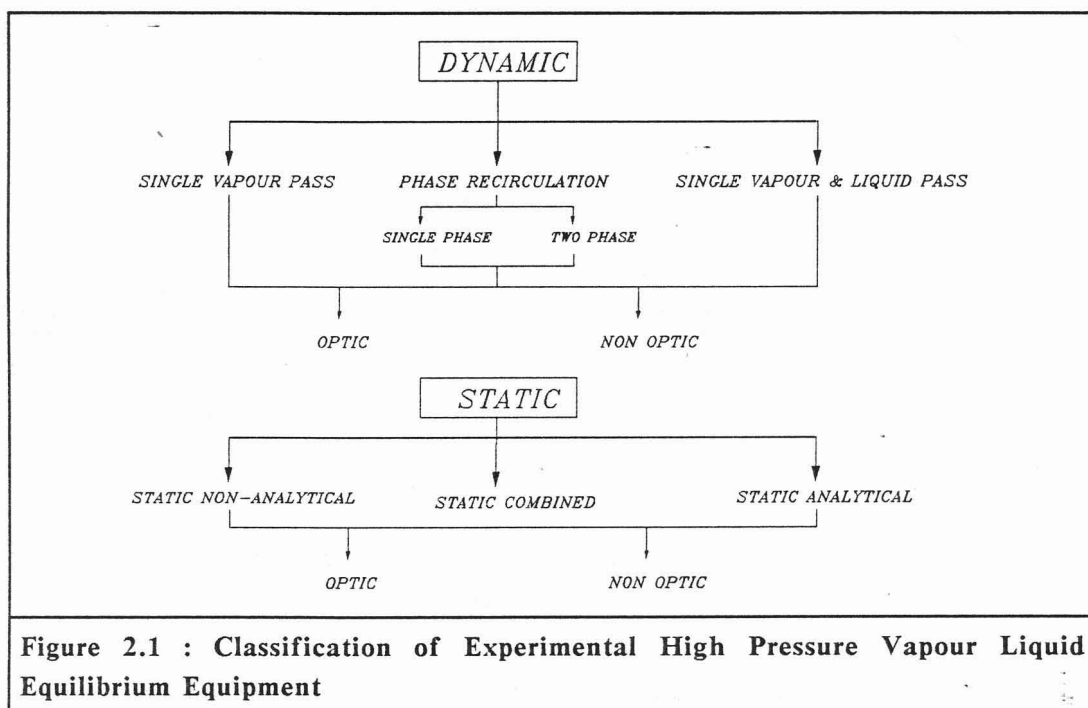 DYNAMIC
SINGLE VAPOUR PASS PHASE RECIRCULATION SINGLE VAPOUR & LIQUID PASS
SINGLE PHASE TWO PHASE
OPTIC NON OPTIC
STATIC
STATIC NON-ANALYTICAL STATIC COMBINED STATIC ANALYTICAL
OPTIC NON OPTIC
Figure 2.1 : Classification of Experimental High Pressure Vapour Liquid
Equilibrium Equipment